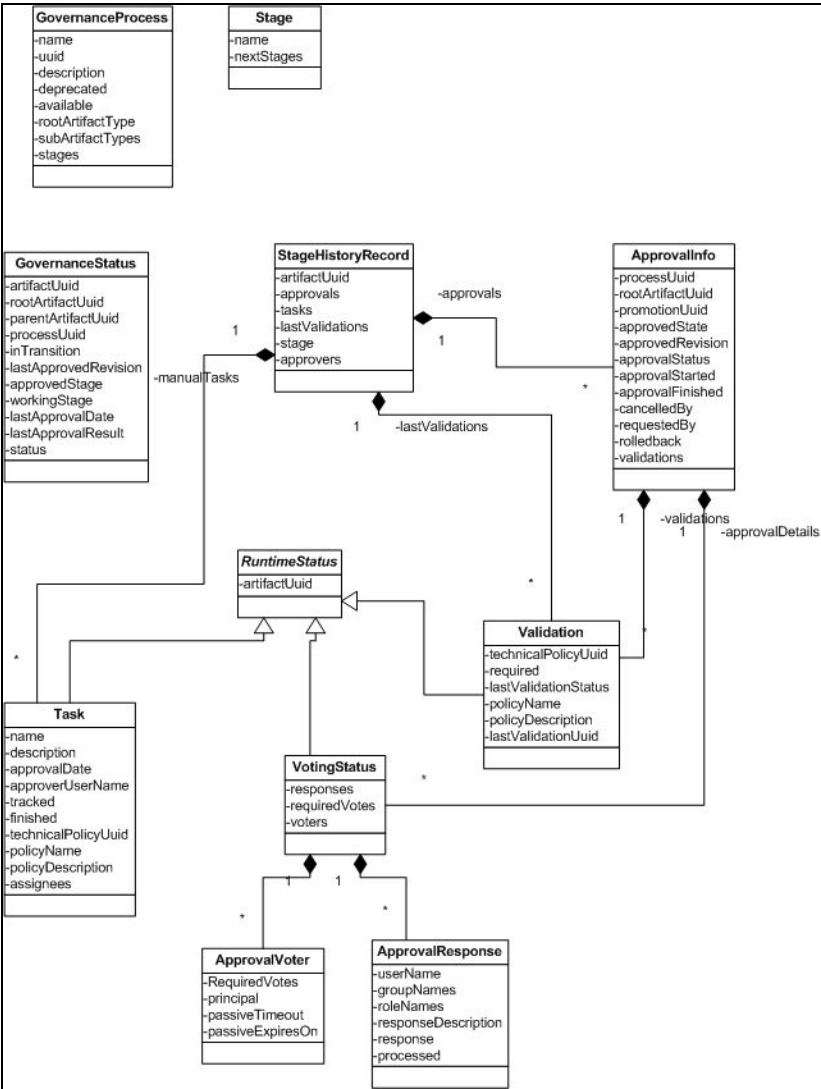 GovernanceProcess
-name
-uuid
-description
-deprecated
-available
-rootArtifactType
-subArtifactTypes
-stages
Stage
-name
-nextStages
GovernanceStatus
-artifactUuid
-rootArtifactUuid
-parentArtifactUuid
-processUuid
-inTransition
-lastApprovedRevision
-approvedStage
-workingStage
-lastApprovalDate
-lastApprovalResult
-status
StageHistoryRecord
-artifactUuid
-approvals
-tasks
-lastValidations
-stage
-approvers
ApprovalInfo
-processUuid
-rootArtifactUuid
-promotionUuid
-approvedState
-approvedRevision
-approvalStatus
-approvalStarted
-approvalFinished
-cancelledBy
-requestedBy
-rolledback
-validations
-approvals
1
*
1
-manualTasks
*
1
-lastValidations
*
1
-validations
*
1
-approvalDetails
*
RuntimeStatus
-artifactUuid
Validation
-technicalPolicyUuid
-required
-lastValidationStatus
-policyName
-policyDescription
-lastValidationUuid
Task
-name
-description
-approvalDate
-approverUserName
-tracked
-finished
-technicalPolicyUuid
-policyName
-policyDescription
-assignees
VotingStatus
-responses
-requiredVotes
-voters
1
*
1
*
ApprovalVoter
-RequiredVotes
-principal
-passiveTimeout
-passiveExpiresOn
ApprovalResponse
-userName
-groupNames
-roleNames
-responseDescription
-response
-processed